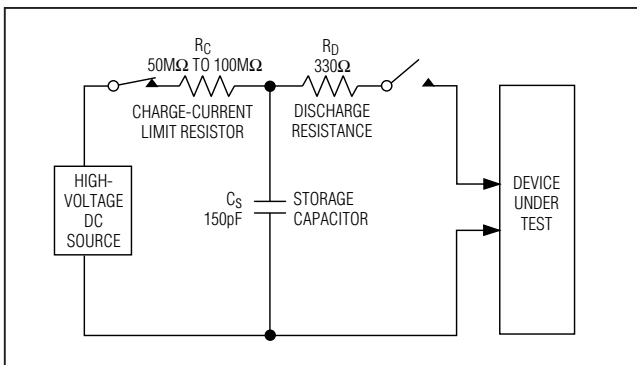 R_C
50MΩ TO 100MΩ
CHARGE-CURRENT
LIMIT RESISTOR
R_D
330Ω
DISCHARGE
RESISTANCE
HIGH-
VOLTAGE
DC
SOURCE
C_S
150pF
STORAGE
CAPACITOR
DEVICE
UNDER
TEST